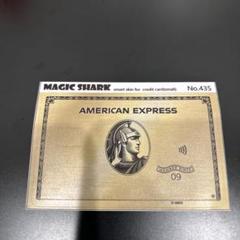 MAGIC SHARK smart skin for credit card(small) No.435
AMERICAN EXPRESS
09